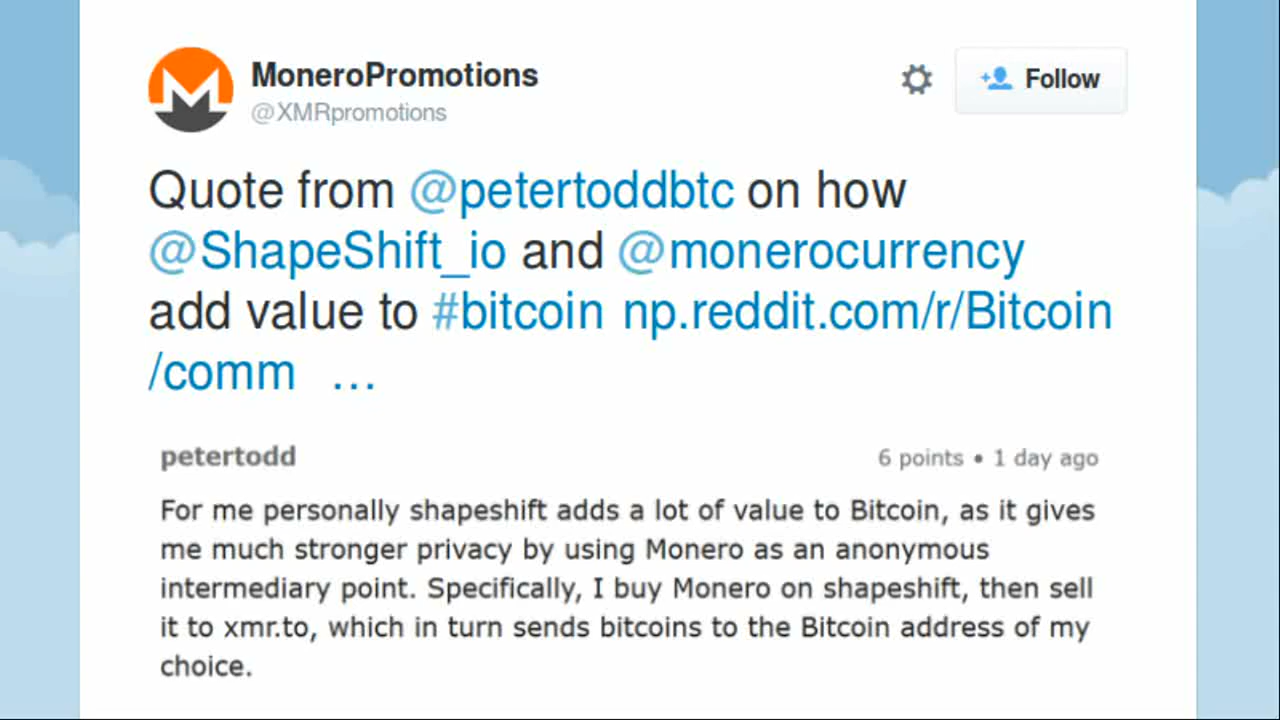 MoneroPromotions
@XMRpromotions
Follow
Quote from @petertoddbtc on how
@ShapeShift_io and @monerocurrency
add value to #bitcoin np.reddit.com/r/Bitcoin
/comm …
petertodd 6 points • 1 day ago
For me personally shapeshift adds a lot of value to Bitcoin, as it gives
me much stronger privacy by using Monero as an anonymous
intermediary point. Specifically, I buy Monero on shapeshift, then sell
it to xmr.to, which in turn sends bitcoins to the Bitcoin address of my
choice.